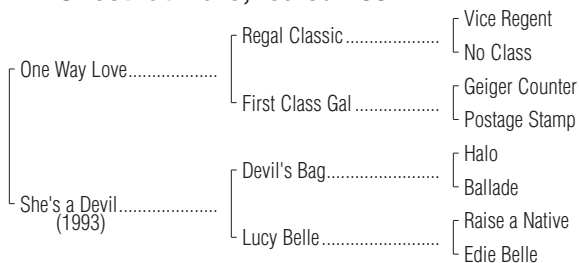 Vice Regent
Regal Classic
No Class
One Way Love
Geiger Counter
First Class Gal
Postage Stamp
Halo
Devil's Bag
Ballade
She's a Devil
(1993)
Raise a Native
Lucy Belle
Edie Belle